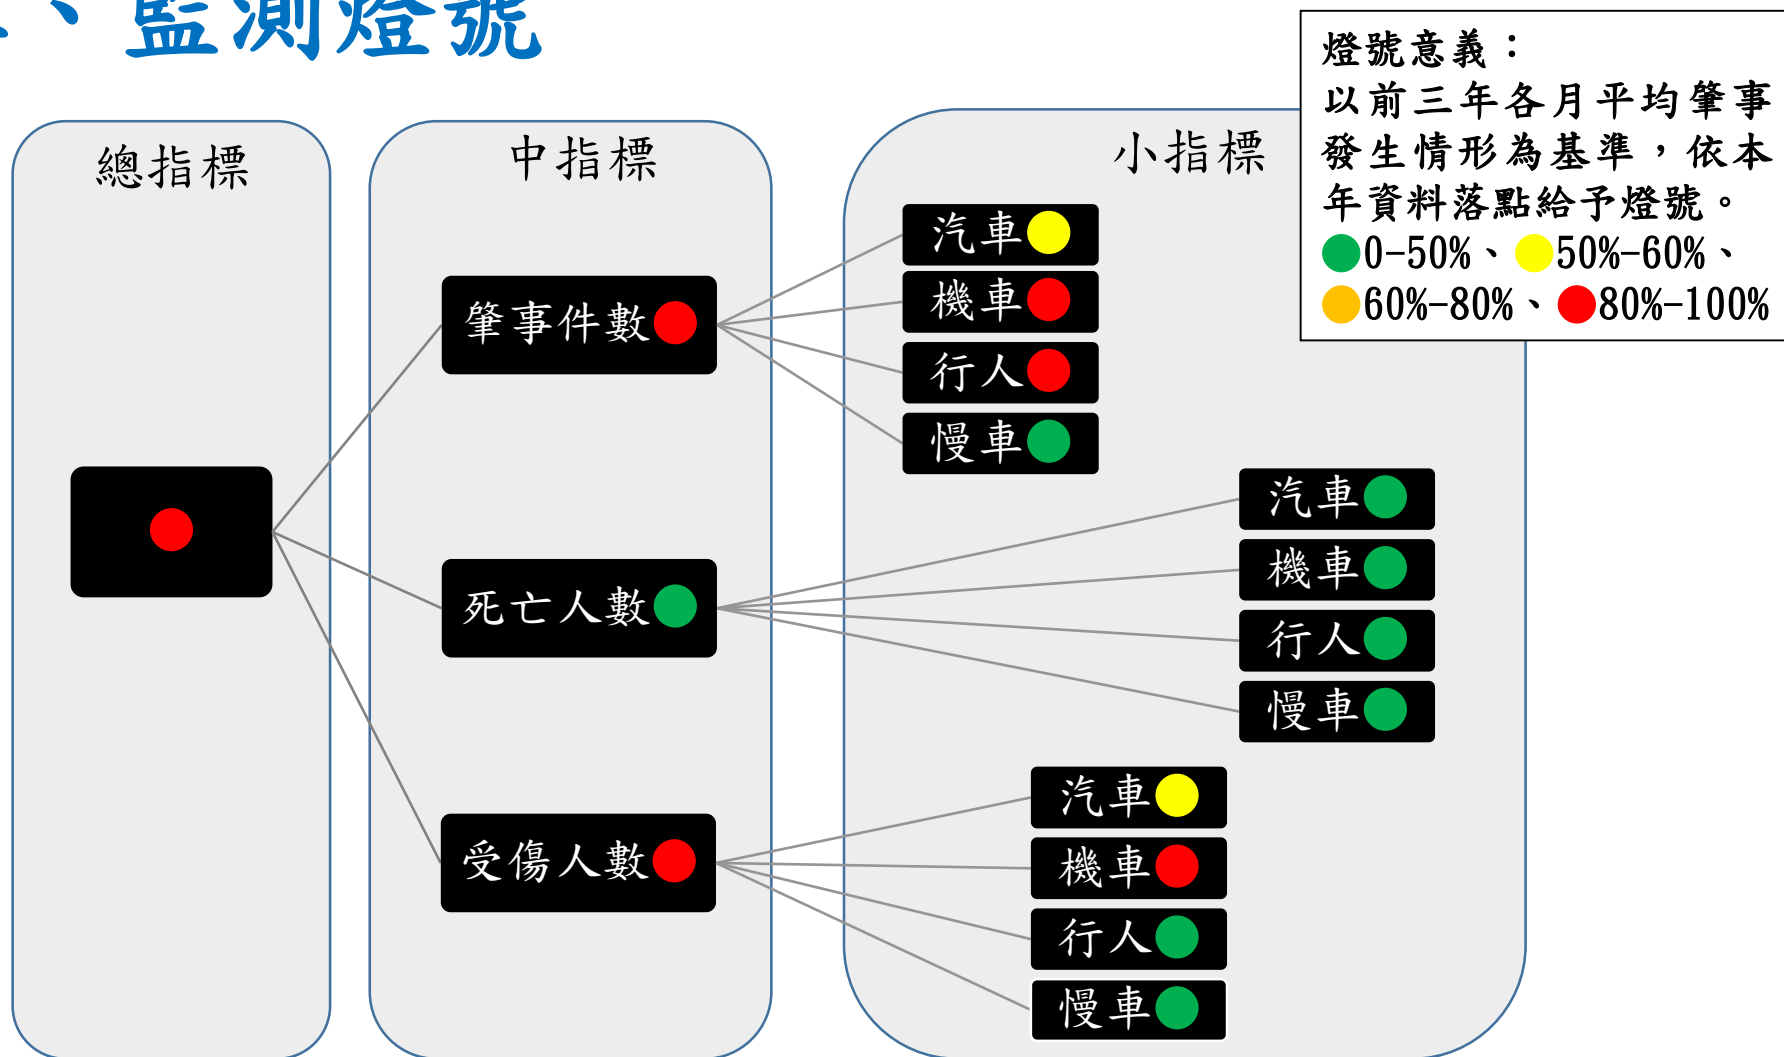 、監測燈號
燈號意義：
以前三年各月平均肇事
發生情形為基準，依本
年資料落點給予燈號。
0-50%、50%-60%、
60%-80%、80%-100%
總指標
中指標
小指標
肇事件數
汽車
機車
行人
慢車
死亡人數
汽車
機車
行人
慢車
受傷人數
汽車
機車
行人
慢車